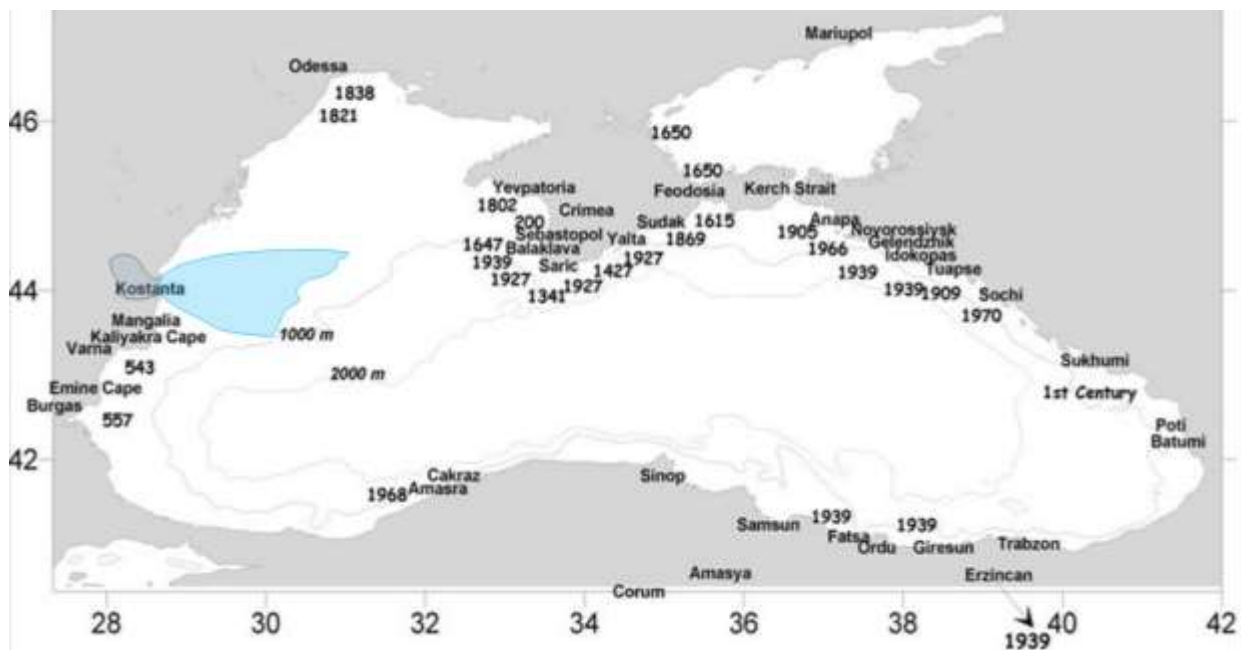 Mariupol
Odessa
1838
1821
46
1650
1650
Yevpatoria
Feodosia
Kerch Strait
1802
Crimea
200
Sudak
1615
Anapa
Sebastopol
Yalta
1869
1905
Novorossiysk
1647
Balaklava
1966
Gelendzhik
1939
Saric
1927
1939
Idokopas
1927
1427
Tuapse
44
Kostanta
1341
1927
1939
1909
Sochi
Mangalia
1970
Kaliyakra Cape
1000 m
Varna
543
2000 m
Sukhumi
Emine Cape
1st Century
Burgas
557
Poti
Batumi
42
Cakraz
Sinop
1968
Amasra
1939
1939
Samsun
Fatsa
Ordu
Giresun
Trabzon
Amasya
Erzincan
Corum
28
30
32
34
36
38
40
42
1939